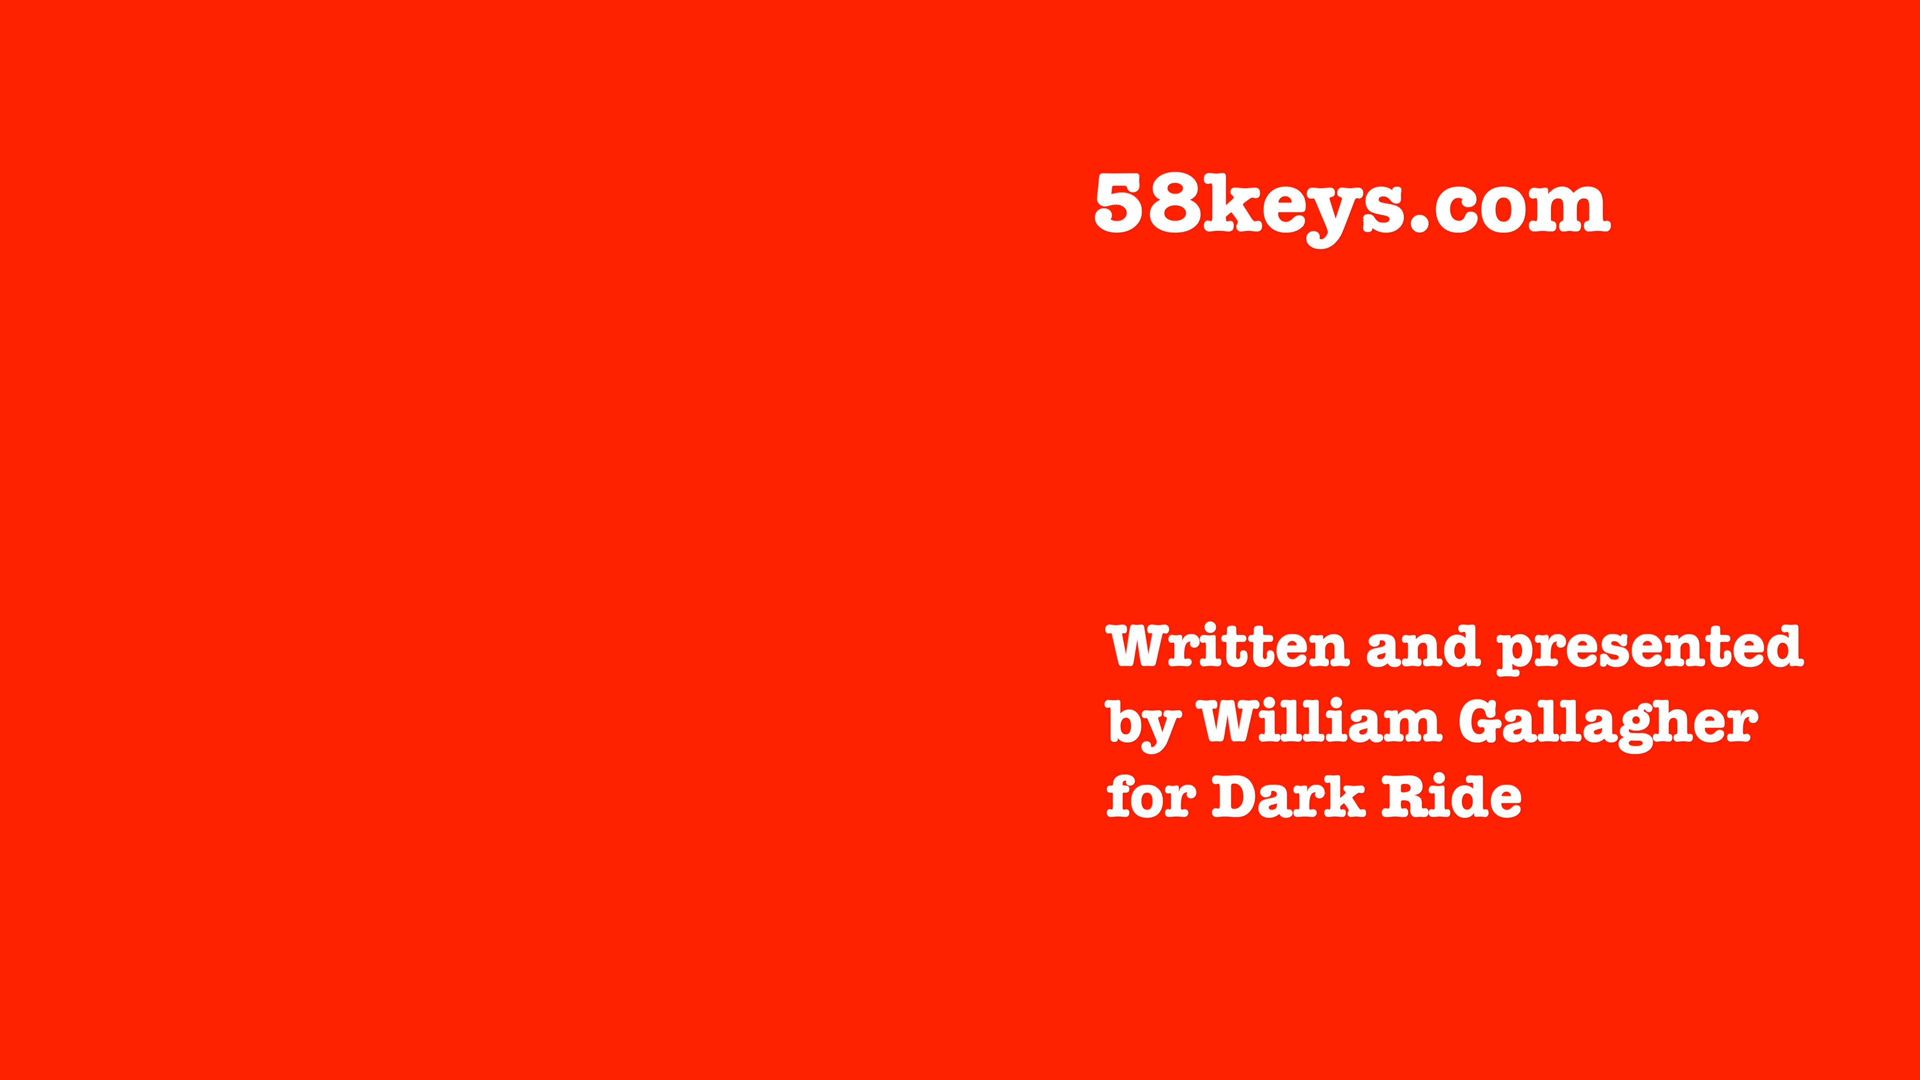 58keys.com
Written and presented
by William Gallagher
for Dark Ride